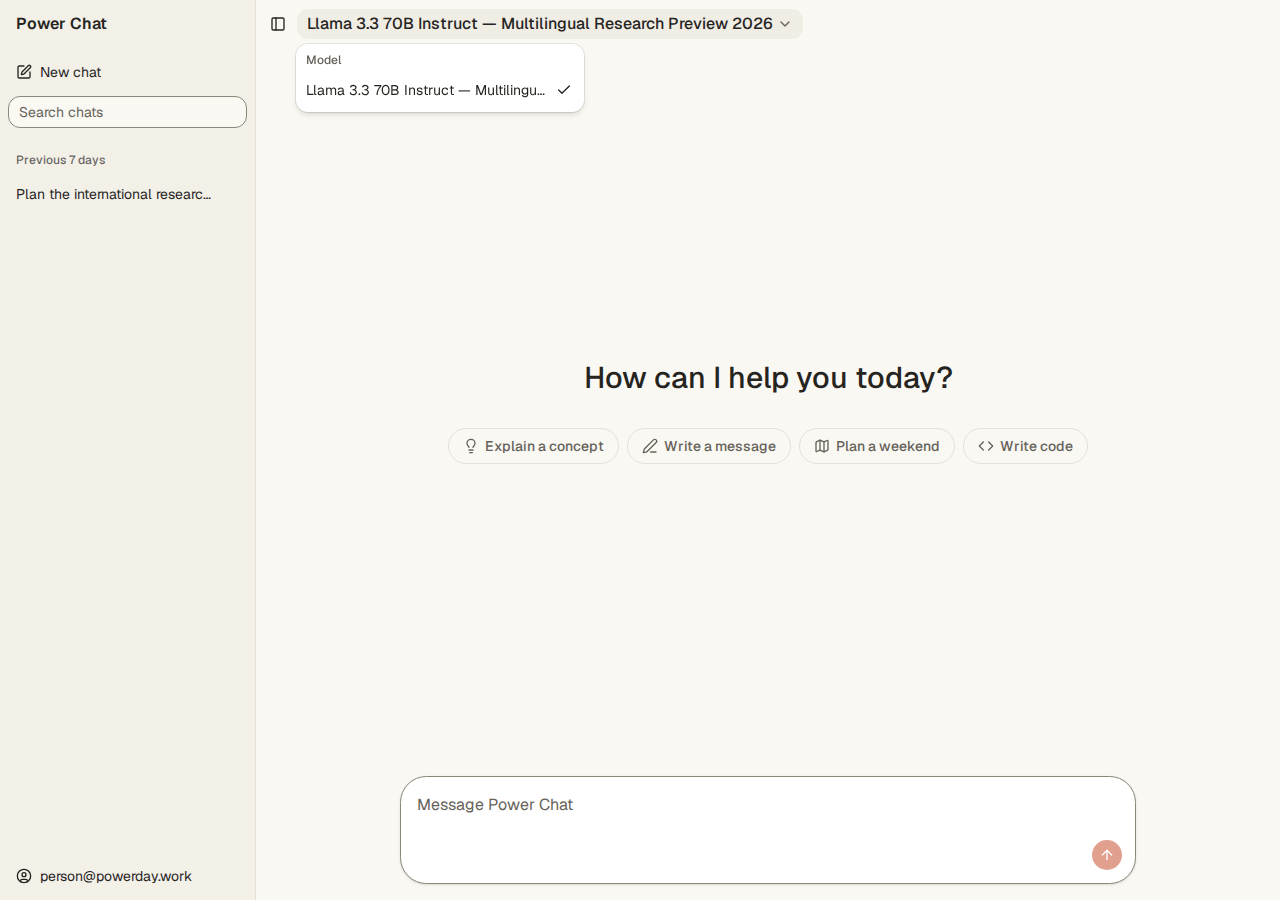 Power Chat
New chat
Search chats
Previous 7 days
Plan the international researc…
person@powerday.work
Llama 3.3 70B Instruct — Multilingual Research Preview 2026
Model
Llama 3.3 70B Instruct — Multilingu…
How can I help you today?
Explain a concept
Write a message
Plan a weekend
Write code
Message Power Chat